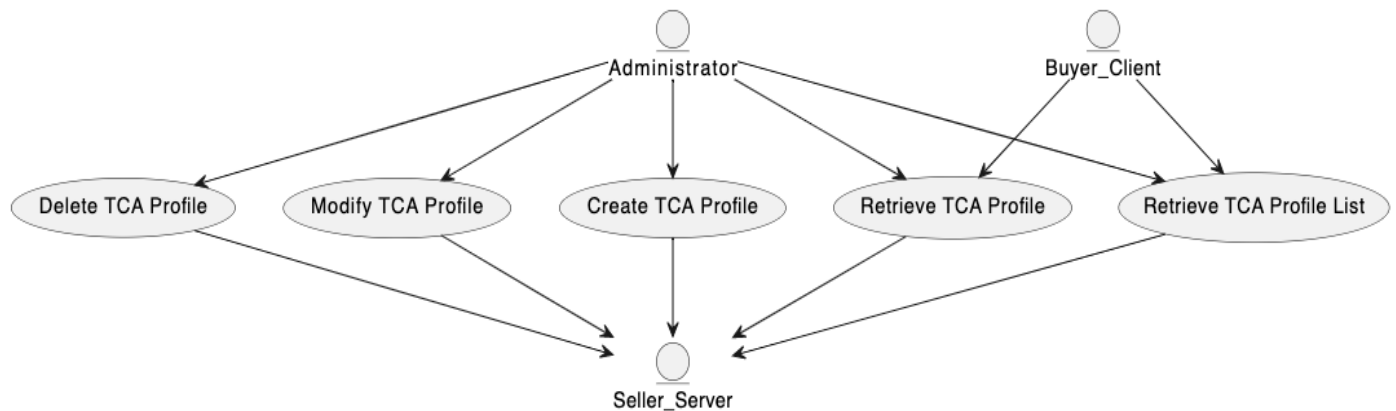 Administrator
Buyer_Client
Delete TCA Profile
Modify TCA Profile
Create TCA Profile
Retrieve TCA Profile
Retrieve TCA Profile List
Seller_Server